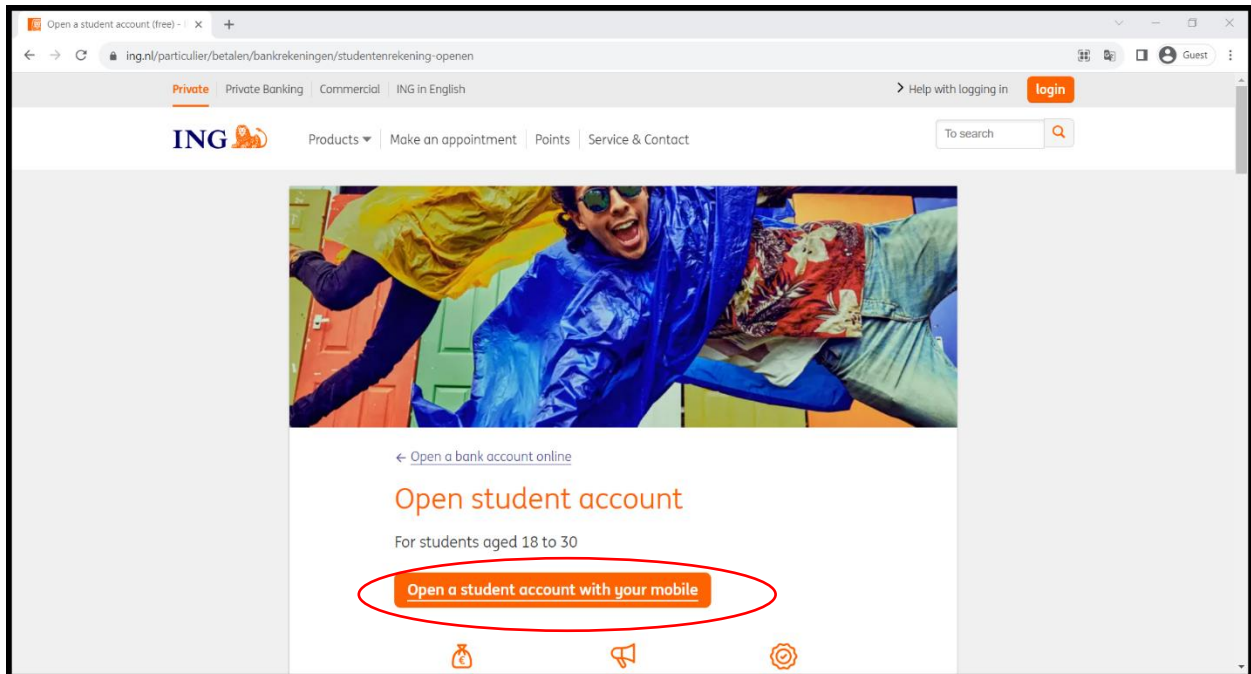 Open a student account (free) -
ing.nl/particulier/betalen/bankrekeningen/studentenrekening-openen
Guest
Private Private Banking Commercial ING in English Help with logging in login
ING Products Make an appointment Points Service & Contact To search
← Open a bank account online
Open student account
For students aged 18 to 30
Open a student account with your mobile